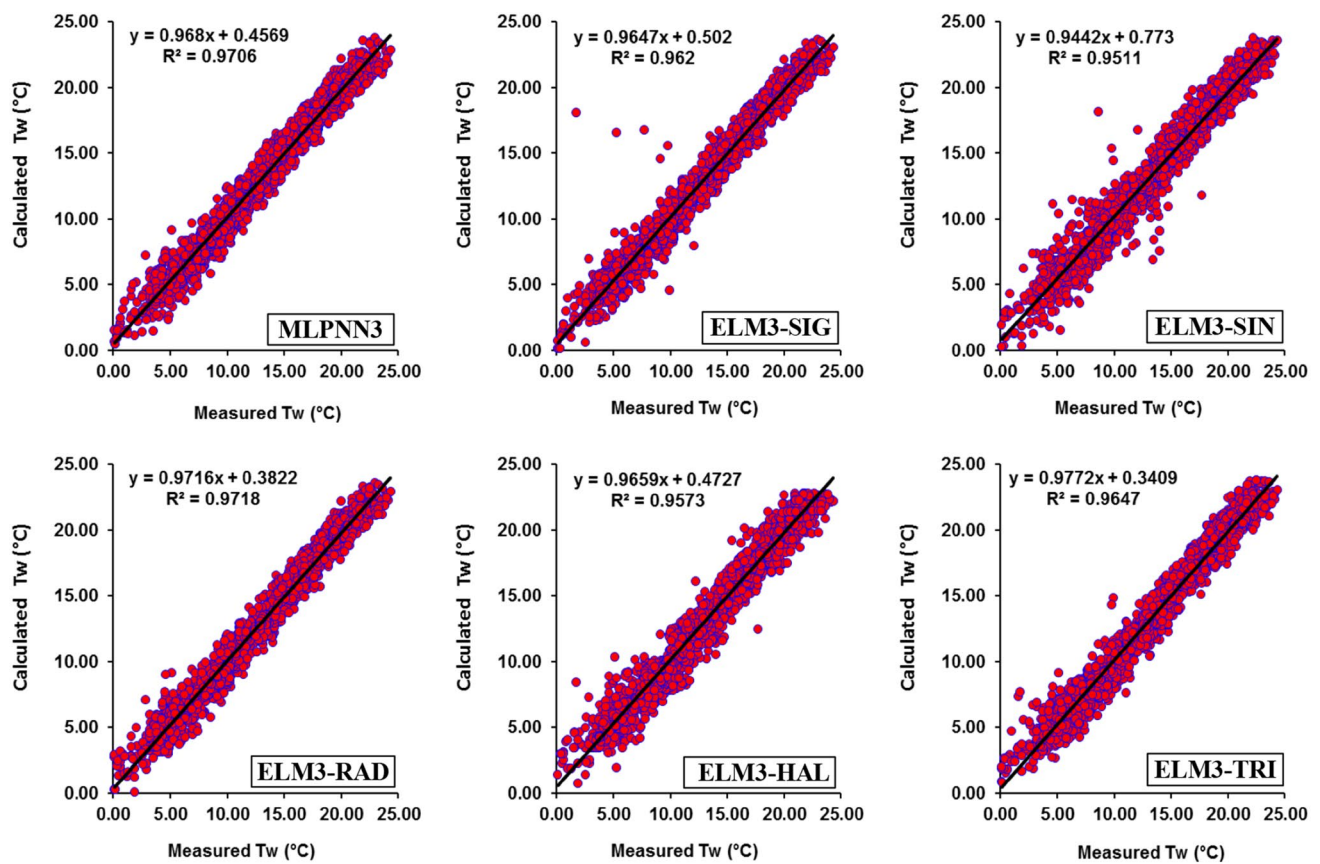 25.00
y = 0.968x + 0.4569
R² = 0.9706
20.00
15.00
10.00
5.00
0.00
Calculated Tw (°C)
MLPNN3
0.00 5.00 10.00 15.00 20.00 25.00
Measured Tw (°C)
25.00
y = 0.9647x + 0.502
R² = 0.962
20.00
15.00
10.00
5.00
0.00
Calculated Tw (°C)
ELM3-SIG
0.00 5.00 10.00 15.00 20.00 25.00
Measured Tw (°C)
25.00
y = 0.9442x + 0.773
R² = 0.9511
20.00
15.00
10.00
5.00
0.00
Calculated Tw (°C)
ELM3-SIN
0.00 5.00 10.00 15.00 20.00 25.00
Measured Tw (°C)
25.00
y = 0.9716x + 0.3822
R² = 0.9718
20.00
15.00
10.00
5.00
0.00
Calculated Tw (°C)
ELM3-RAD
0.00 5.00 10.00 15.00 20.00 25.00
Measured Tw (°C)
25.00
y = 0.9659x + 0.4727
R² = 0.9573
20.00
15.00
10.00
5.00
0.00
Calculated Tw (°C)
ELM3-HAL
0.00 5.00 10.00 15.00 20.00 25.00
Measured Tw (°C)
25.00
y = 0.9772x + 0.3409
R² = 0.9647
20.00
15.00
10.00
5.00
0.00
Calculated Tw (°C)
ELM3-TRI
0.00 5.00 10.00 15.00 20.00 25.00
Measured Tw (°C)